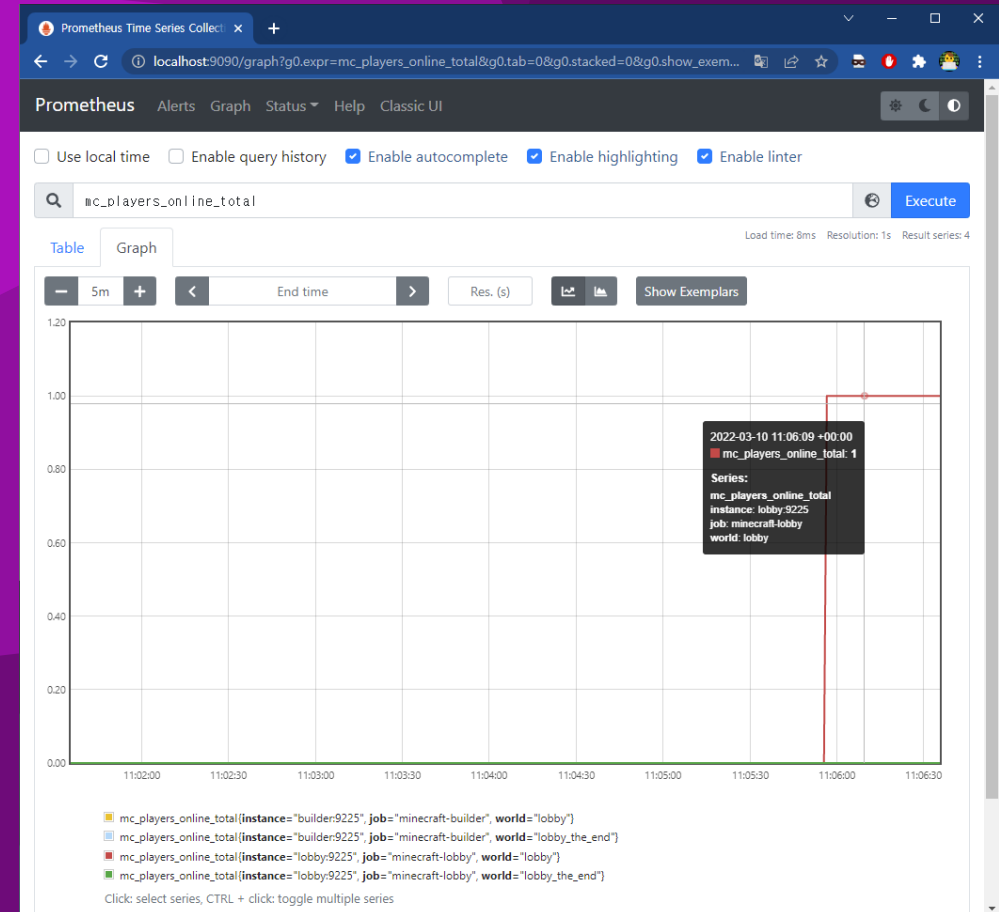 Prometheus Time Series Collecti
localhost:9090/graph?g0.expr=mc_players_online_total&g0.tab=0&g0.stacked=0&g0.show_exem...
Prometheus Alerts Graph Status Help Classic UI
Use local time Enable query history Enable autocomplete Enable highlighting Enable linter
mc_players_online_total Execute
Load time: 8ms Resolution: 1s Result series: 4
Table Graph
5m End time Res. (s) Show Exemplars
1.20
1.00
0.80
0.60
0.40
0.20
0.00
2022-03-10 11:06:09 +00:00
mc_players_online_total: 1
Series:
mc_players_online_total
instance: lobby:9225
job: minecraft-lobby
world: lobby
11:02:00 11:02:30 11:03:00 11:03:30 11:04:00 11:04:30 11:05:00 11:05:30 11:06:00 11:06:30
mc_players_online_total{instance="builder:9225", job="minecraft-builder", world="lobby"}
mc_players_online_total{instance="builder:9225", job="minecraft-builder", world="lobby_the_end"}
mc_players_online_total{instance="lobby:9225", job="minecraft-lobby", world="lobby"}
mc_players_online_total{instance="lobby:9225", job="minecraft-lobby", world="lobby_the_end"}
Click: select series, CTRL + click: toggle multiple series